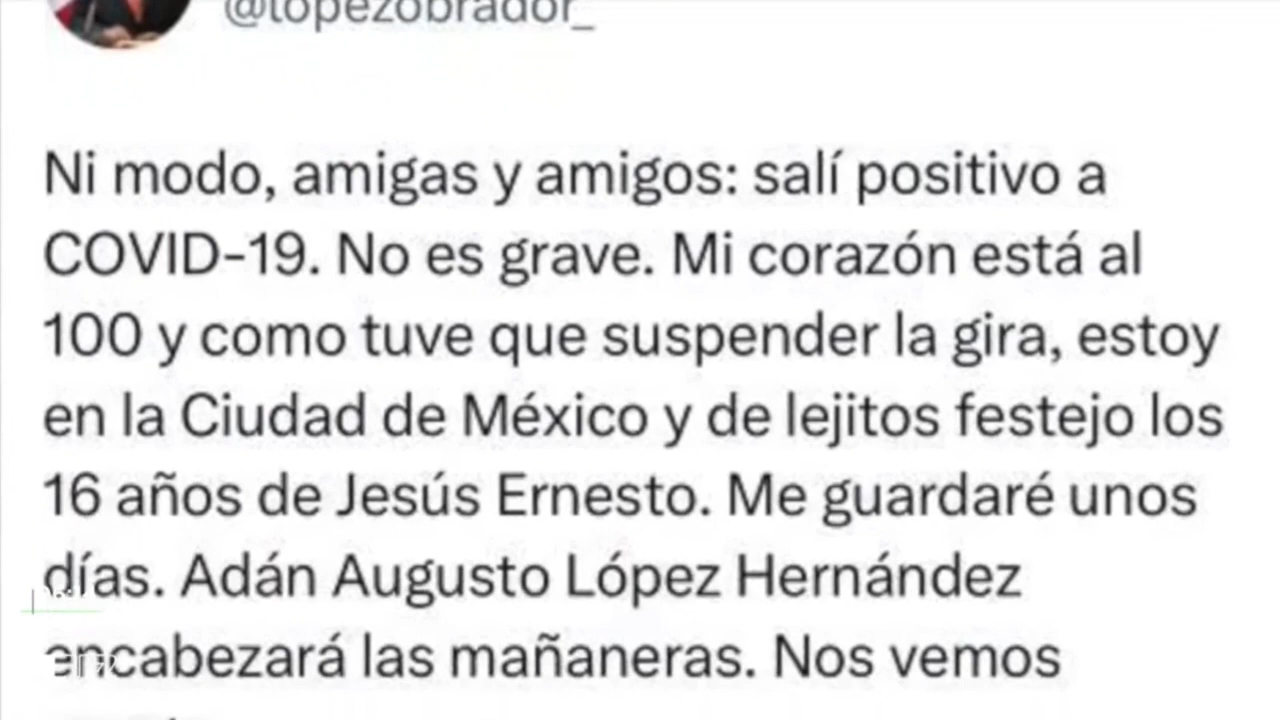 @lopezobrador_
Ni modo, amigas y amigos: salí positivo a
COVID-19. No es grave. Mi corazón está al
100 y como tuve que suspender la gira, estoy
en la Ciudad de México y de lejitos festejo los
16 años de Jesús Ernesto. Me guardaré unos
días. Adán Augusto López Hernández
encabezará las mañaneras. Nos vemos